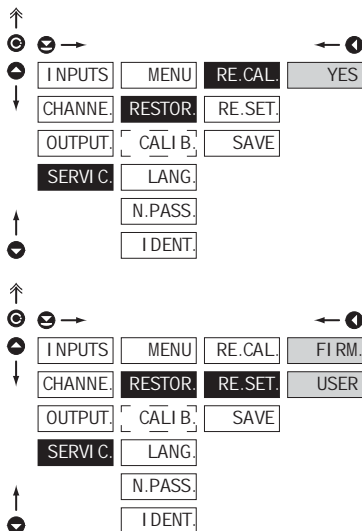 INPUTS MENU RE.CAL. YES
CHANNE. RESTOR. RE.SET.
OUTPUT. CALIB. SAVE
SERVIC. LANG.
N.PASS.
IDENT.
INPUTS MENU RE.CAL. FIRM.
CHANNE. RESTOR. RE.SET. USER
OUTPUT. CALIB. SAVE
SERVIC. LANG.
N.PASS.
IDENT.